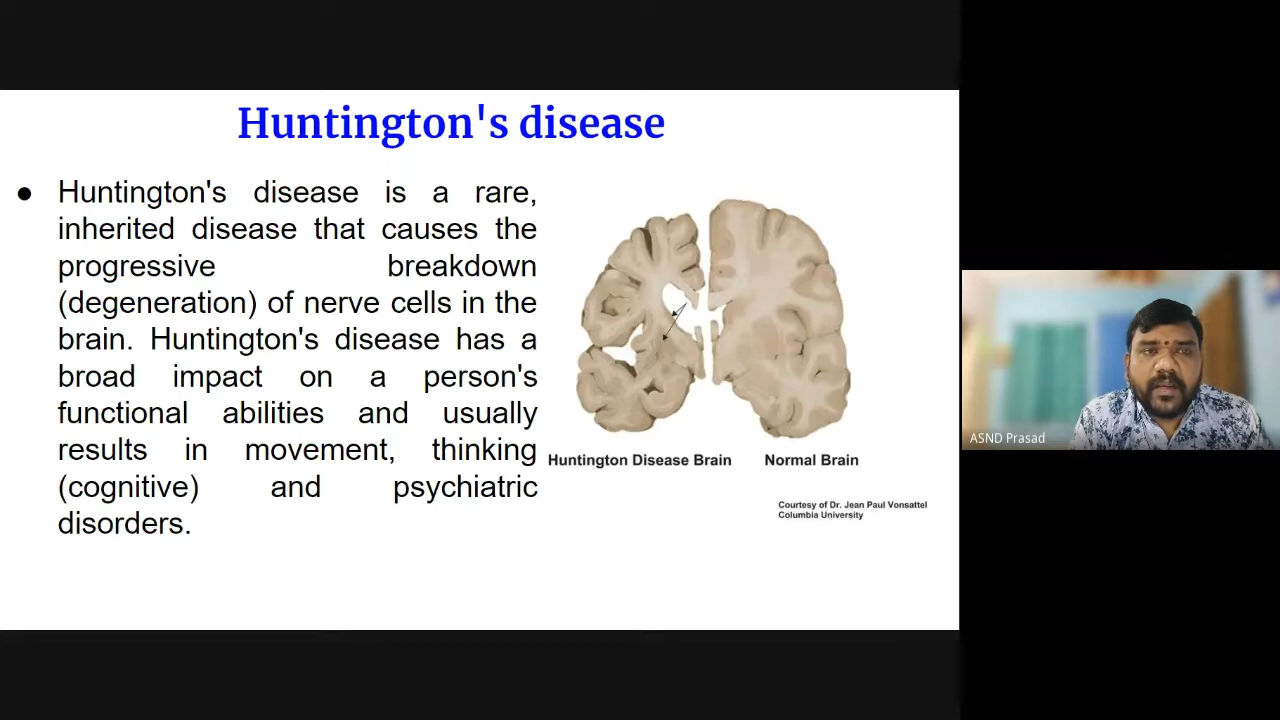 Huntington's disease
● Huntington's disease is a rare,
inherited disease that causes the
progressive breakdown
(degeneration) of nerve cells in the
brain. Huntington's disease has a
broad impact on a person's
functional abilities and usually
results in movement, thinking
(cognitive) and psychiatric
disorders.
Huntington Disease Brain
Normal Brain
Courtesy of Dr. Jean Paul Vonsattel
Columbia University
ASND Prasad